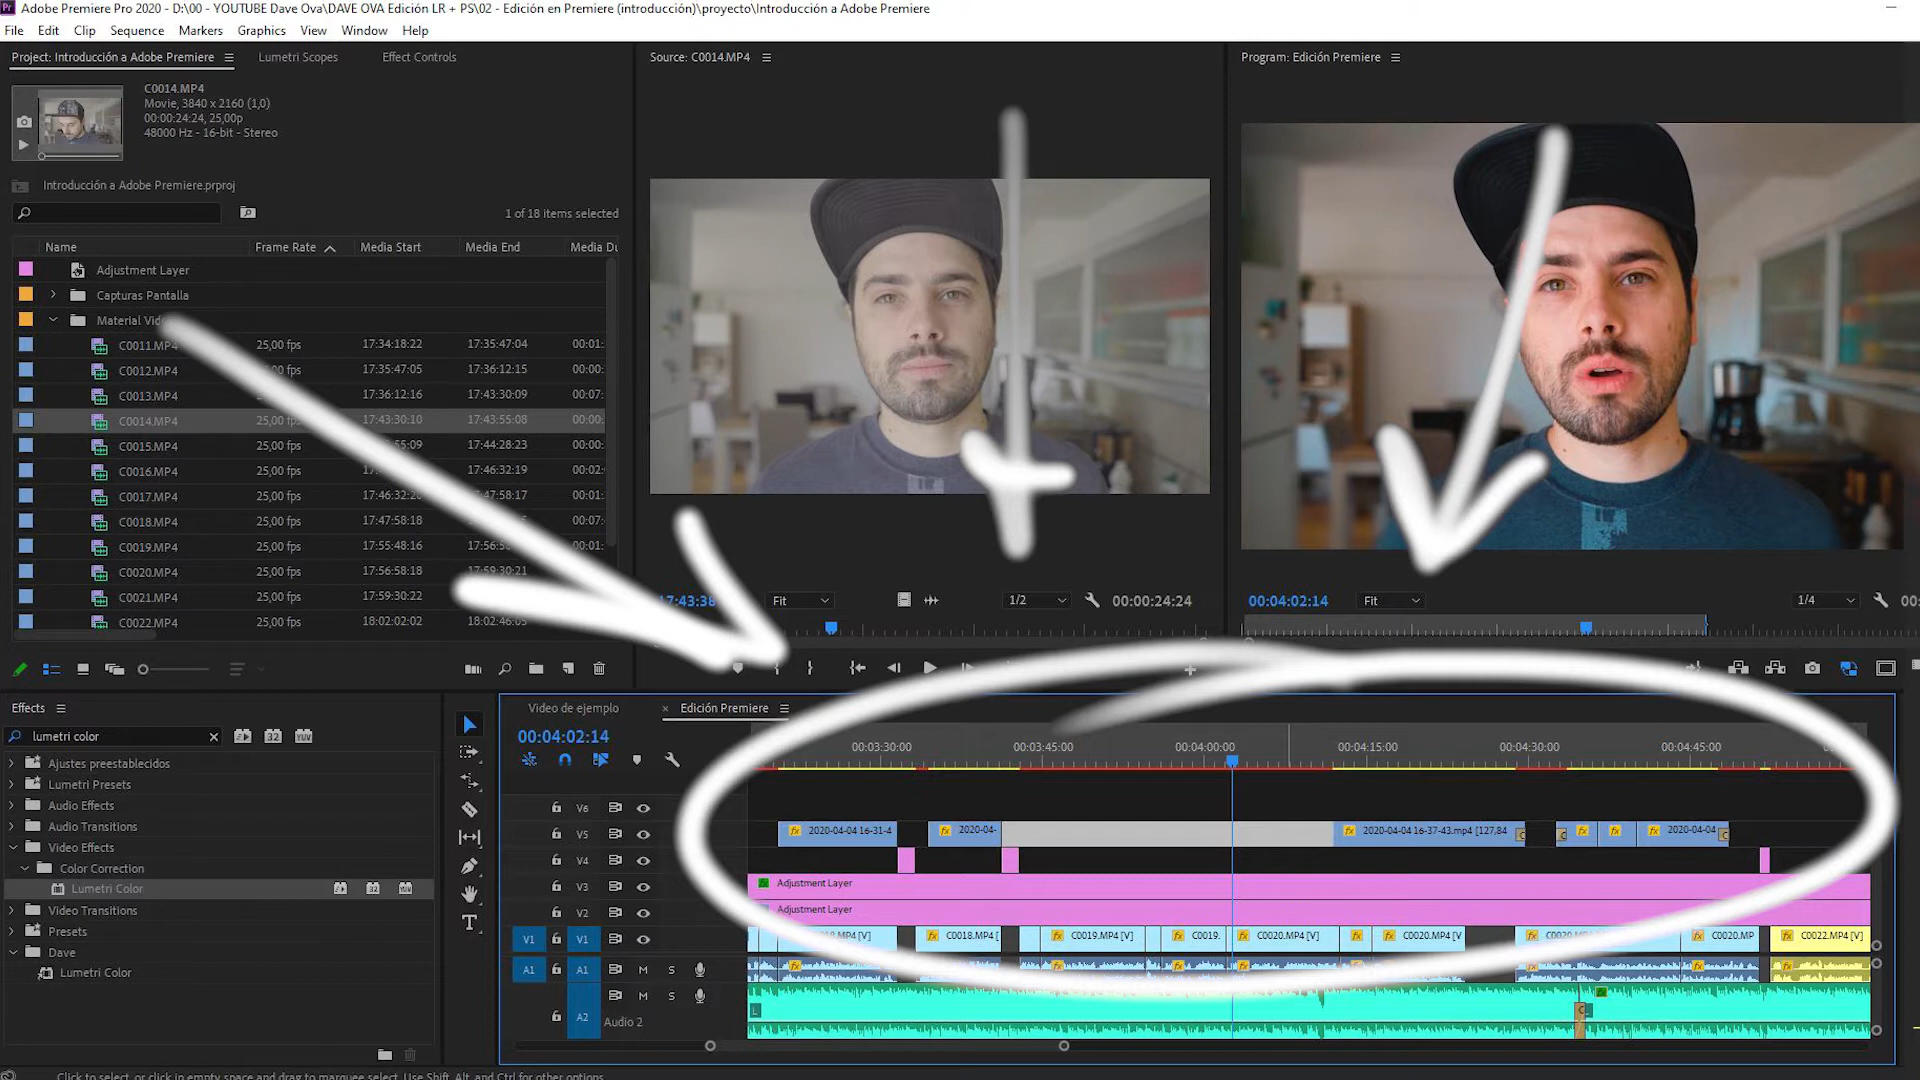 Adobe Premiere Pro 2020 - D:\00 - YOUTUBE Dave Ova\DAVE OVA Edición LR + PS\02 - Edición en Premiere (introducción)\proyecto\Introducción a Adobe Premiere
File Edit Clip Sequence Markers Graphics View Window Help
Project: Introducción a Adobe Premiere Lumetri Scopes Effect Controls
C0014.MP4
Movie, 3840 x 2160 (1,0)
00:00:24:24, 25,00p
48000 Hz - 16-bit - Stereo
Introducción a Adobe Premiere.prproj
1 of 18 items selected
Name Frame Rate Media Start Media End Media Du
Adjustment Layer
Capturas Pantalla
Material Vid
C0011.MP4 25,00 fps 17:34:18:22 17:35:47:04 00:01:
C0012.MP4 25,00 fps 17:35:47:05 17:36:12:15 00:00:
C0013.MP4 25,00 fps 17:36:12:16 17:43:30:09 00:07:
C0014.MP4 25,00 fps 17:43:30:10 17:43:55:08 00:00:
C0015.MP4 55:09 17:44:28:23 00:00:
C0016.MP4 25,00 fps 17:46:32:19 00:02:
C0017.MP4 25,00 fps 17:46:32:20 17:47:58:17 00:01:
C0018.MP4 25,00 fps 17:47:58:18 00:07:
C0019.MP4 25,00 fps 17:55:48:16 17:56:5 00:01:
C0020.MP4 25,00 fps 17:56:58:18 17:59:30:21
C0021.MP4 25,00 fps 17:59:30:22
C0022.MP4 25,00 fps 18:02:02:02 18:02:46:05
Source: C0014.MP4
17:43:38 Fit 1/2 00:00:24:24
Program: Edición Premiere
00:04:02:14 Fit 1/4 00:
Effects
lumetri color
Ajustes preestablecidos
Lumetri Presets
Audio Effects
Audio Transitions
Video Effects
Color Correction
Lumetri Color
Video Transitions
Presets
Dave
Lumetri Color
Video de ejemplo × Edición Premiere
00:04:02:14
00:03:30:00 00:03:45:00 00:04:00:00 00:04:15:00 00:04:30:00 00:04:45:00
V6
V5 2020-04-04 16-31-4 2020-04- 2020-04-04 16-37-43.mp4 [127,84 2020-04-04
V4
V3 Adjustment Layer
V2 Adjustment Layer
V1 V1 .MP4 [V] C0018.MP4 [ C0019.MP4 [V] C0019. C0020.MP4 [V] C0020.MP4 [V C0020.MP C0022.MP4 [V]
A1 A1 M S
M S
A2 Audio 2
Click to select, or click in empty space and drag to marquee select. Use Shift, Alt, and Ctrl for other options.